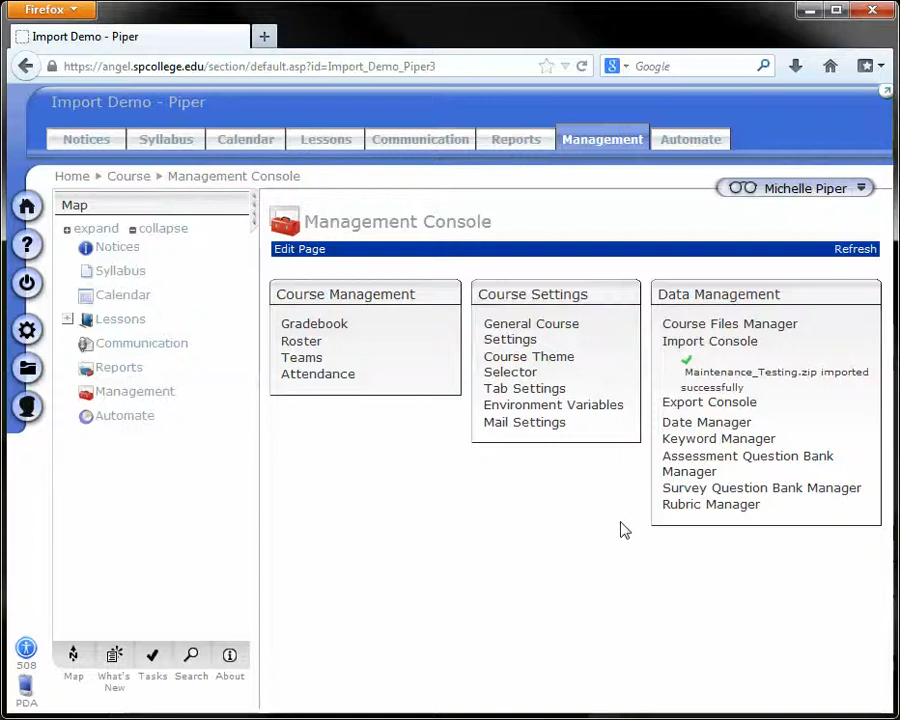 Firefox
Import Demo - Piper
https://angel.spcollege.edu/section/default.asp?id=Import_Demo_Piper3
Google
Import Demo - Piper
Notices
Syllabus
Calendar
Lessons
Communication
Reports
Management
Automate
Home
Course
Management Console
Michelle Piper
Map
expand
collapse
Notices
Syllabus
Calendar
Lessons
Communication
Reports
Management
Automate
Management Console
Edit Page
Refresh
Course Management
Gradebook
Roster
Teams
Attendance
Course Settings
General Course
Settings
Course Theme
Selector
Tab Settings
Environment Variables
Mail Settings
Data Management
Course Files Manager
Import Console
Maintenance_Testing.zip imported
successfully
Export Console
Date Manager
Keyword Manager
Assessment Question Bank
Manager
Survey Question Bank Manager
Rubric Manager
508
PDA
Map
What's
New
Tasks
Search
About